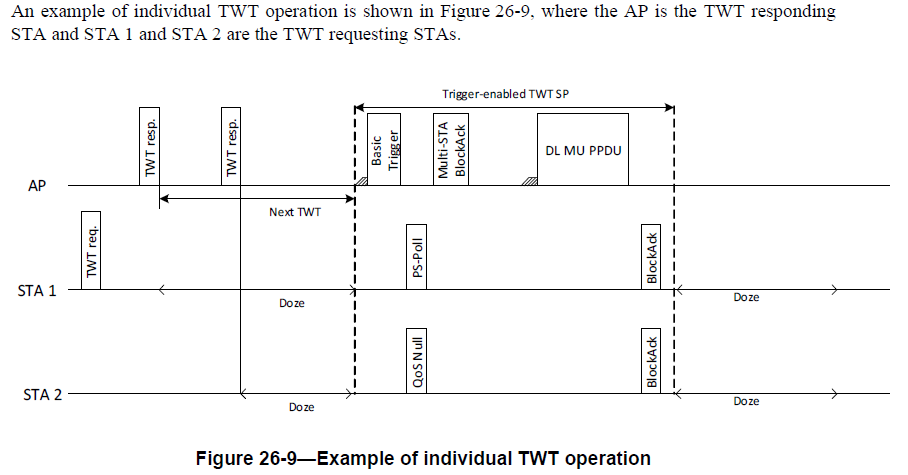 An example of individual TWT operation is shown in Figure 26-9, where the AP is the TWT responding
STA and STA 1 and STA 2 are the TWT requesting STAs.
Trigger-enabled TWT SP
TWT resp.
TWT resp.
Basic
Trigger
Multi-STA
BlockAck
DL MU PPDU
AP
Next TWT
TWT req.
PS-Poll
BlockAck
STA 1
Doze
Doze
QoS Null
BlockAck
STA 2
Doze
Doze
Figure 26-9—Example of individual TWT operation